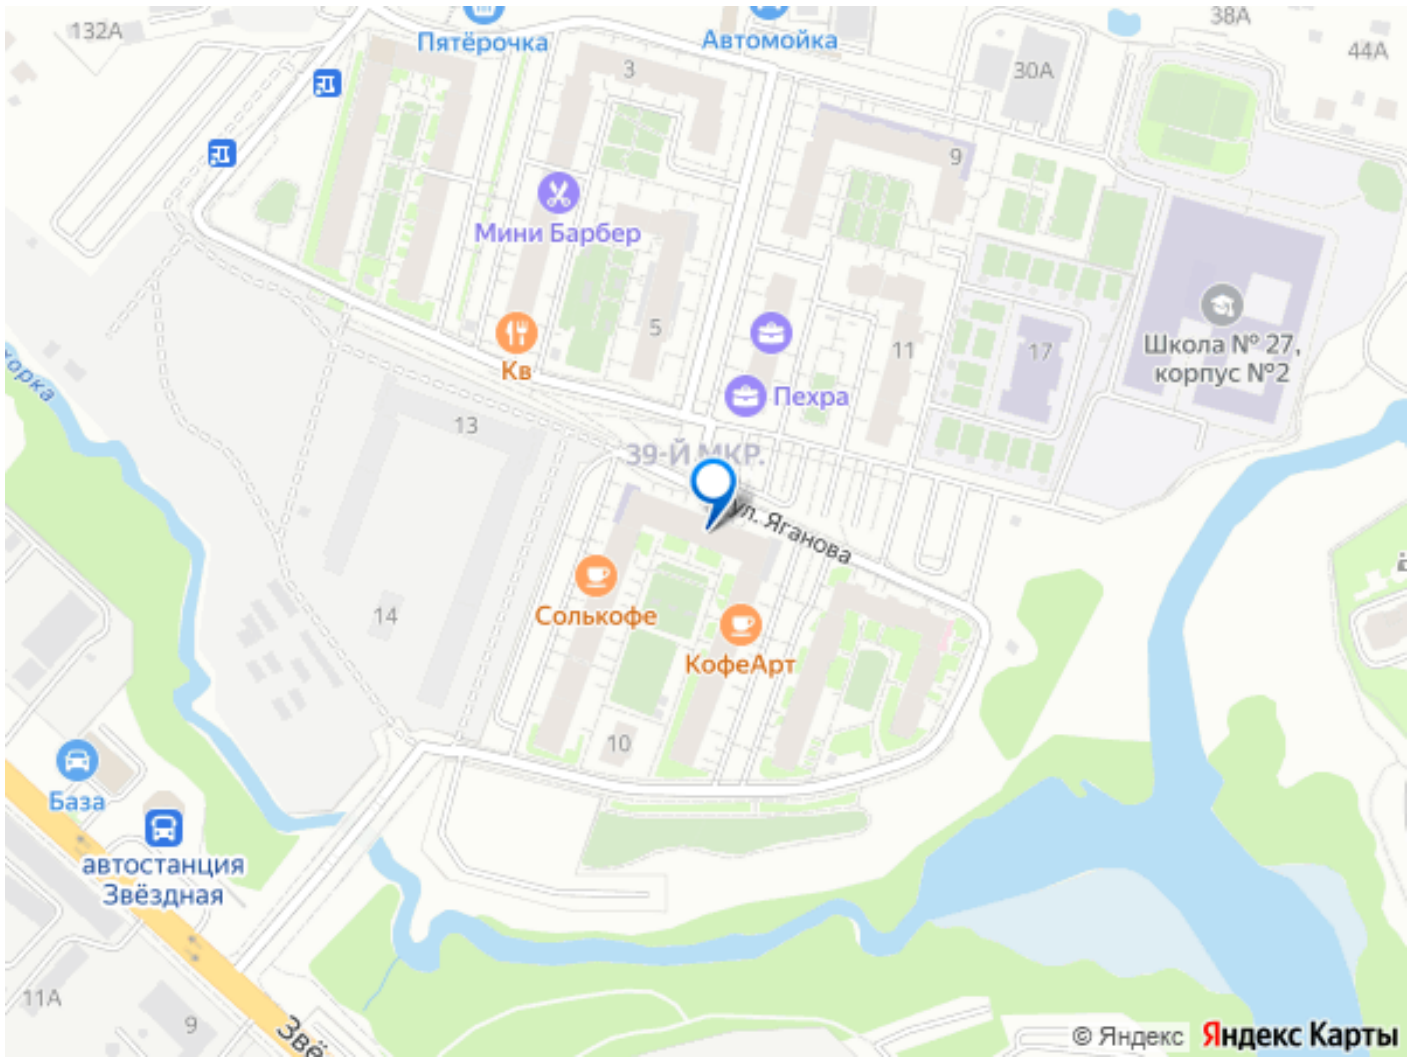 132А
Пятёрочка
Автомойка
38А
44А
3
30А
9
Мини Барбер
5
Кв
11
17
Школа № 27,
корпус №2
Пехра
13
39-Й МКР.
ул. Яганова
Солькофе
14
КофеАрт
10
База
автостанция
Звёздная
11А
9
© Яндекс Яндекс Карты